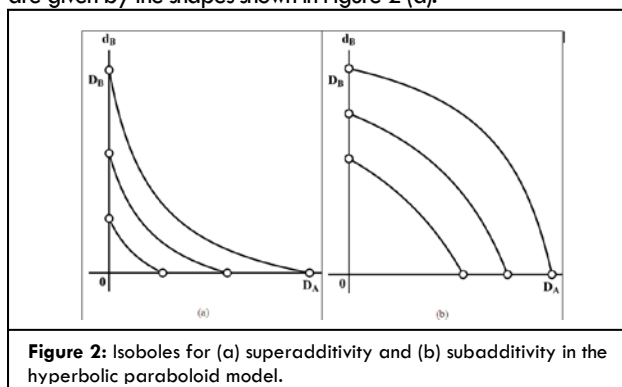 are given by the shapes shown in Figure 2 (a).
d_B d_B
D_B D_B
0 D_A 0 D_A
(a) (b)
Figure 2: Isoboles for (a) superadditivity and (b) subadditivity in the
hyperbolic paraboloid model.